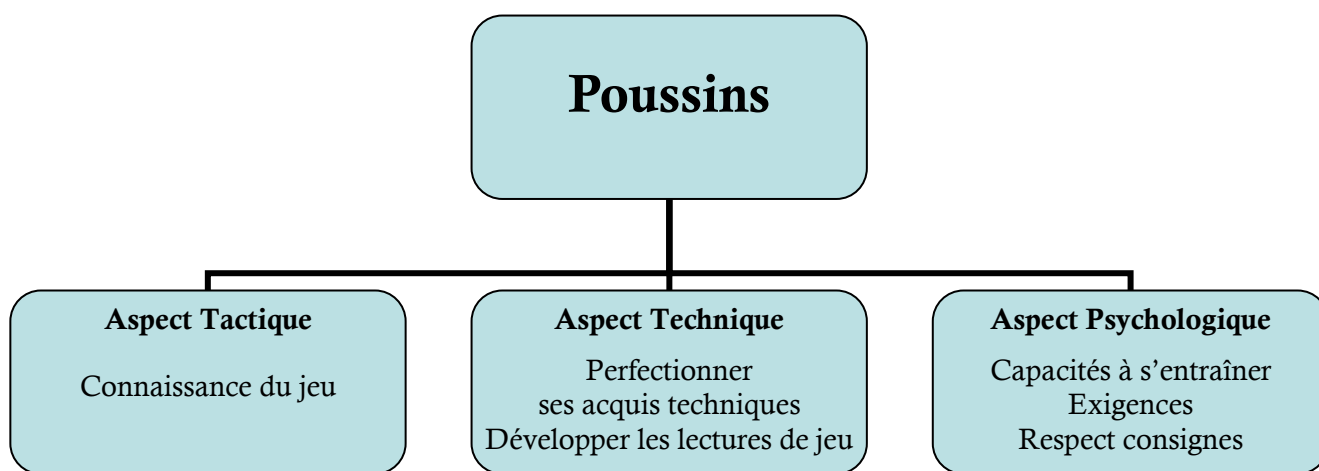 Poussins
Aspect Tactique
Connaissance du jeu
Aspect Technique
Perfectionner
ses acquis techniques
Développer les lectures de jeu
Aspect Psychologique
Capacités à s’entraîner
Exigences
Respect consignes